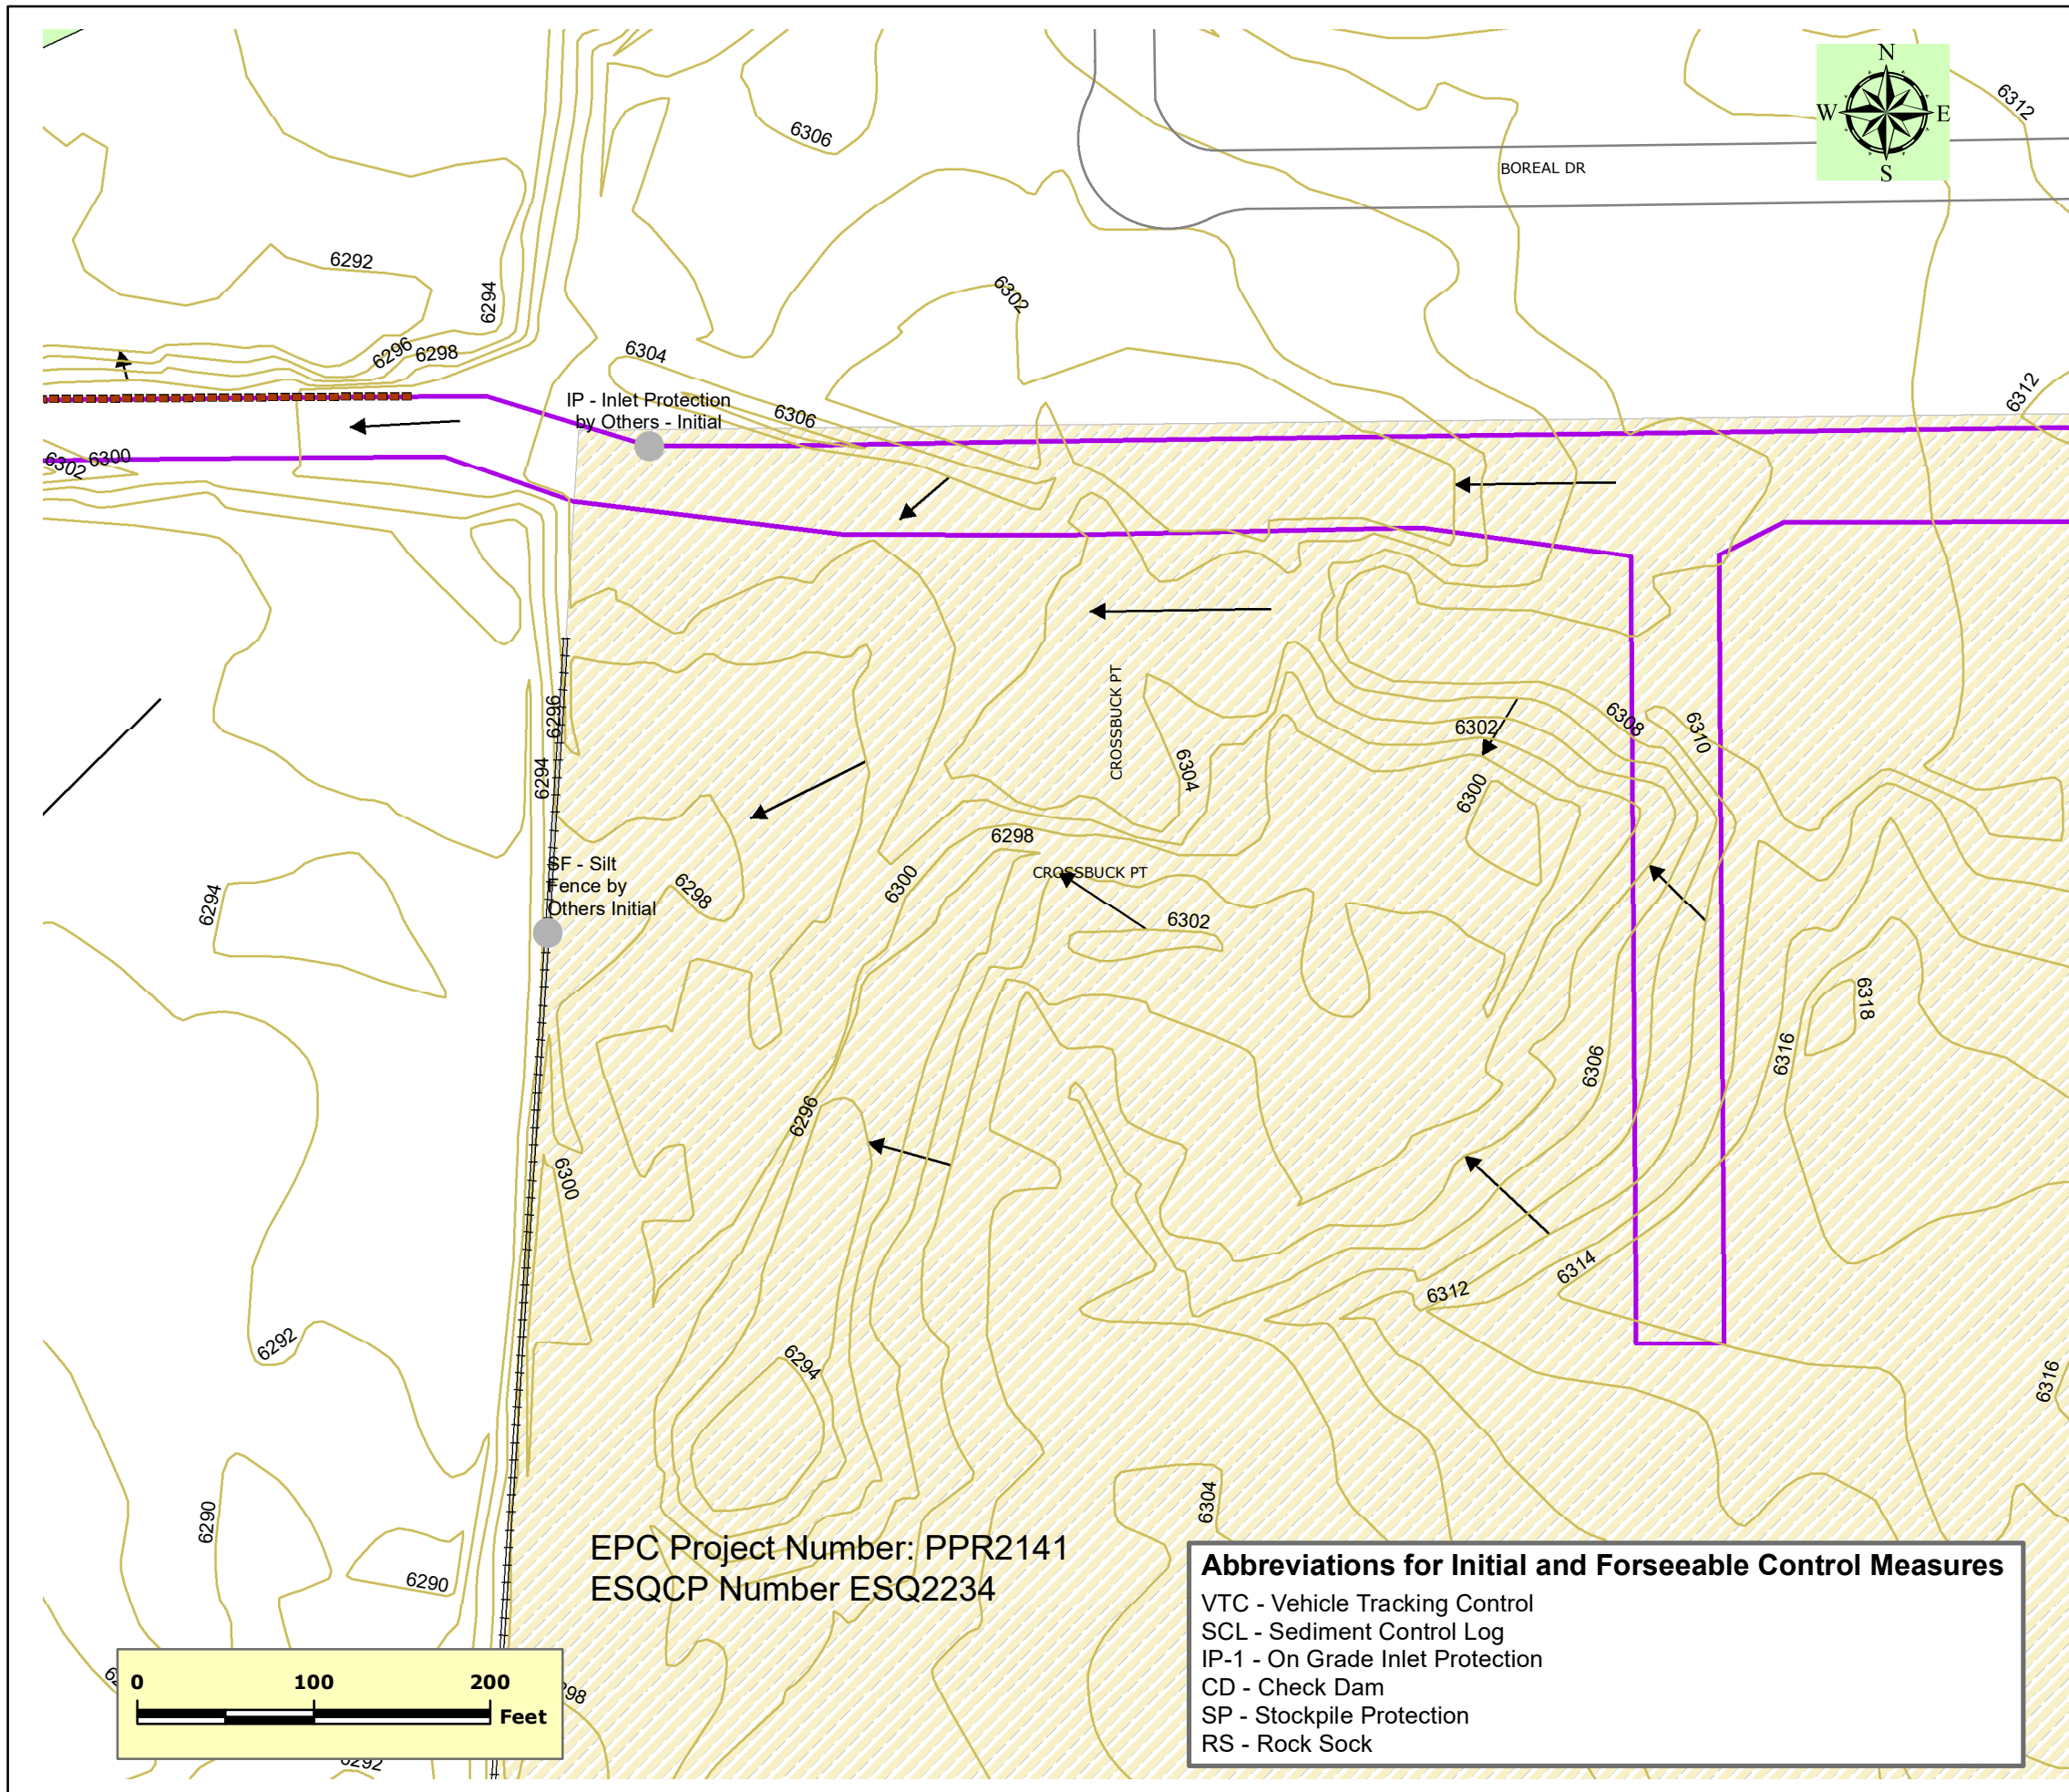 N
W E
S
6312
6306
BOREAL DR
6292
6294
6302
6296
6298
6304
6312
IP - Inlet Protection
by Others - Initial
6306
6300
6302
CROSSBUCK PT
6296
6308
6310
6302
6304
6294
6300
6298
SF - Silt
Fence by
Others Initial
CROSSBUCK PT
6300
6298
6294
6302
6318
6316
6306
6296
6300
6314
6312
6292
6294
6316
6304
6290
EPC Project Number: PPR2141
ESQCP Number ESQ2234
6290
Abbreviations for Initial and Forseeable Control Measures
VTC - Vehicle Tracking Control
SCL - Sediment Control Log
IP-1 - On Grade Inlet Protection
CD - Check Dam
SP - Stockpile Protection
RS - Rock Sock
0 100 200
Feet
6292